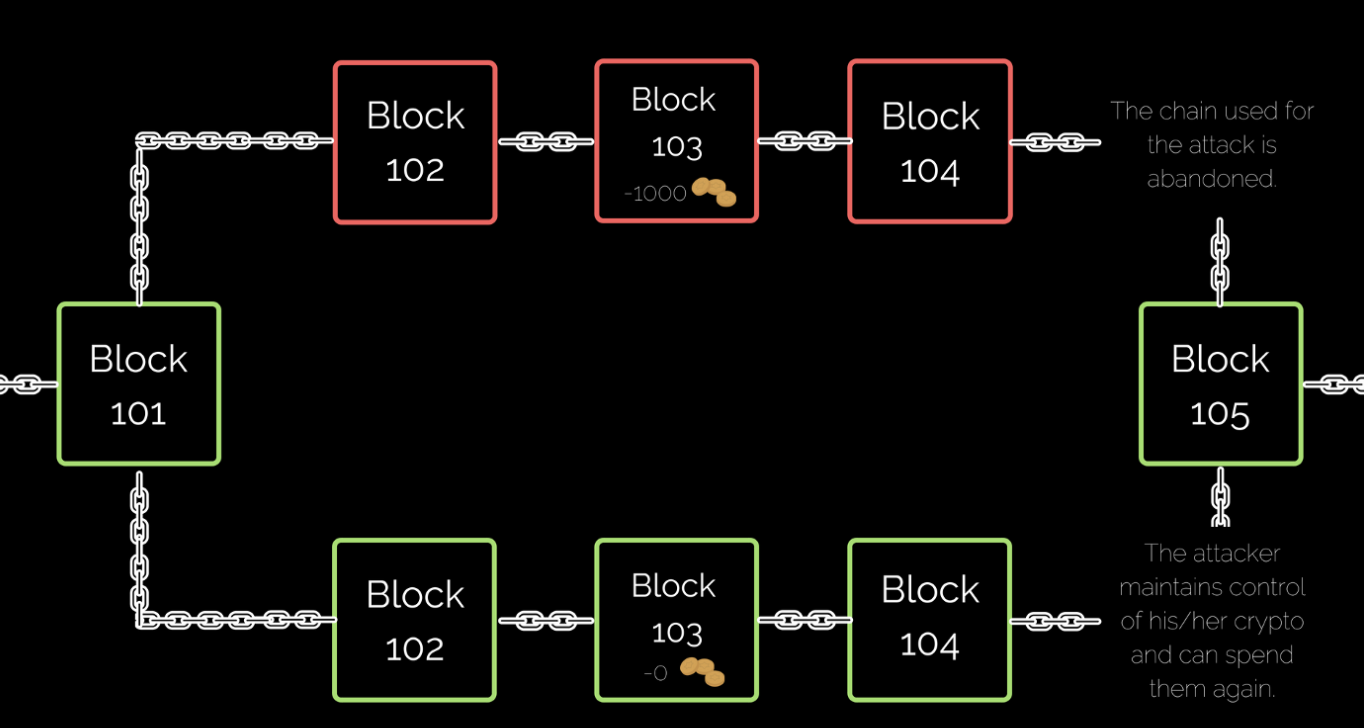 Block
102
Block
103
-1000
Block
104
The chain used for
the attack is
abandoned.
Block
101
Block
105
Block
102
Block
103
-0
Block
104
The attacker
maintains control
of his/her crypto
and can spend
them again.